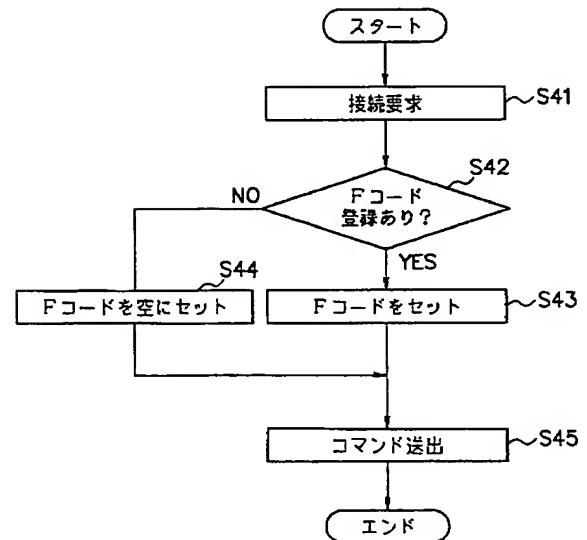 スタート
接続要求
S41
S42
Fコード
登録あり?
NO
YES
S44
Fコードを空にセット
Fコードをセット
S43
コマンド送出
S45
エンド